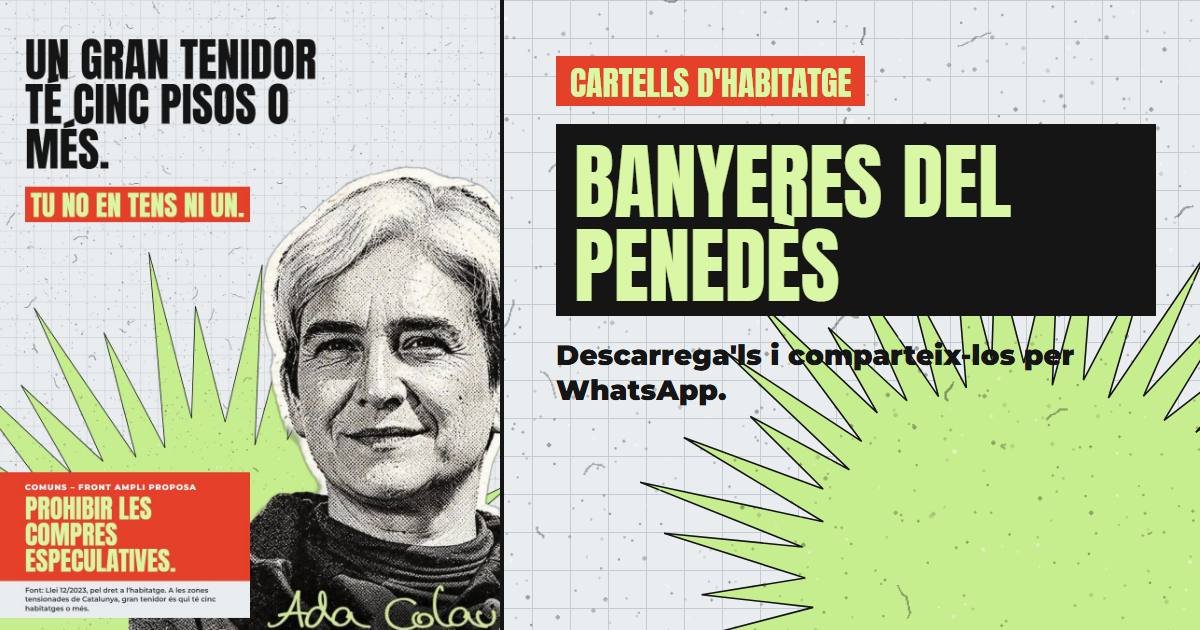 UN GRAN TENIDOR
TÉ CINC PISOS O
MÉS.
TU NO EN TENS NI UN.
COMUNS – FRONT AMPLI PROPOSA
PROHIBIR LES
COMPRES
ESPECULATIVES.
Font: Llei 12/2023, pel dret a l'habitatge. A les zones
tensionades de Catalunya, gran tenidor és qui té cinc
habitatges o més.
Ada Colau
CARTELLS D'HABITATGE
BANYERES DEL
PENEDÈS
Descarrega'ls i comparteix-los per
WhatsApp.